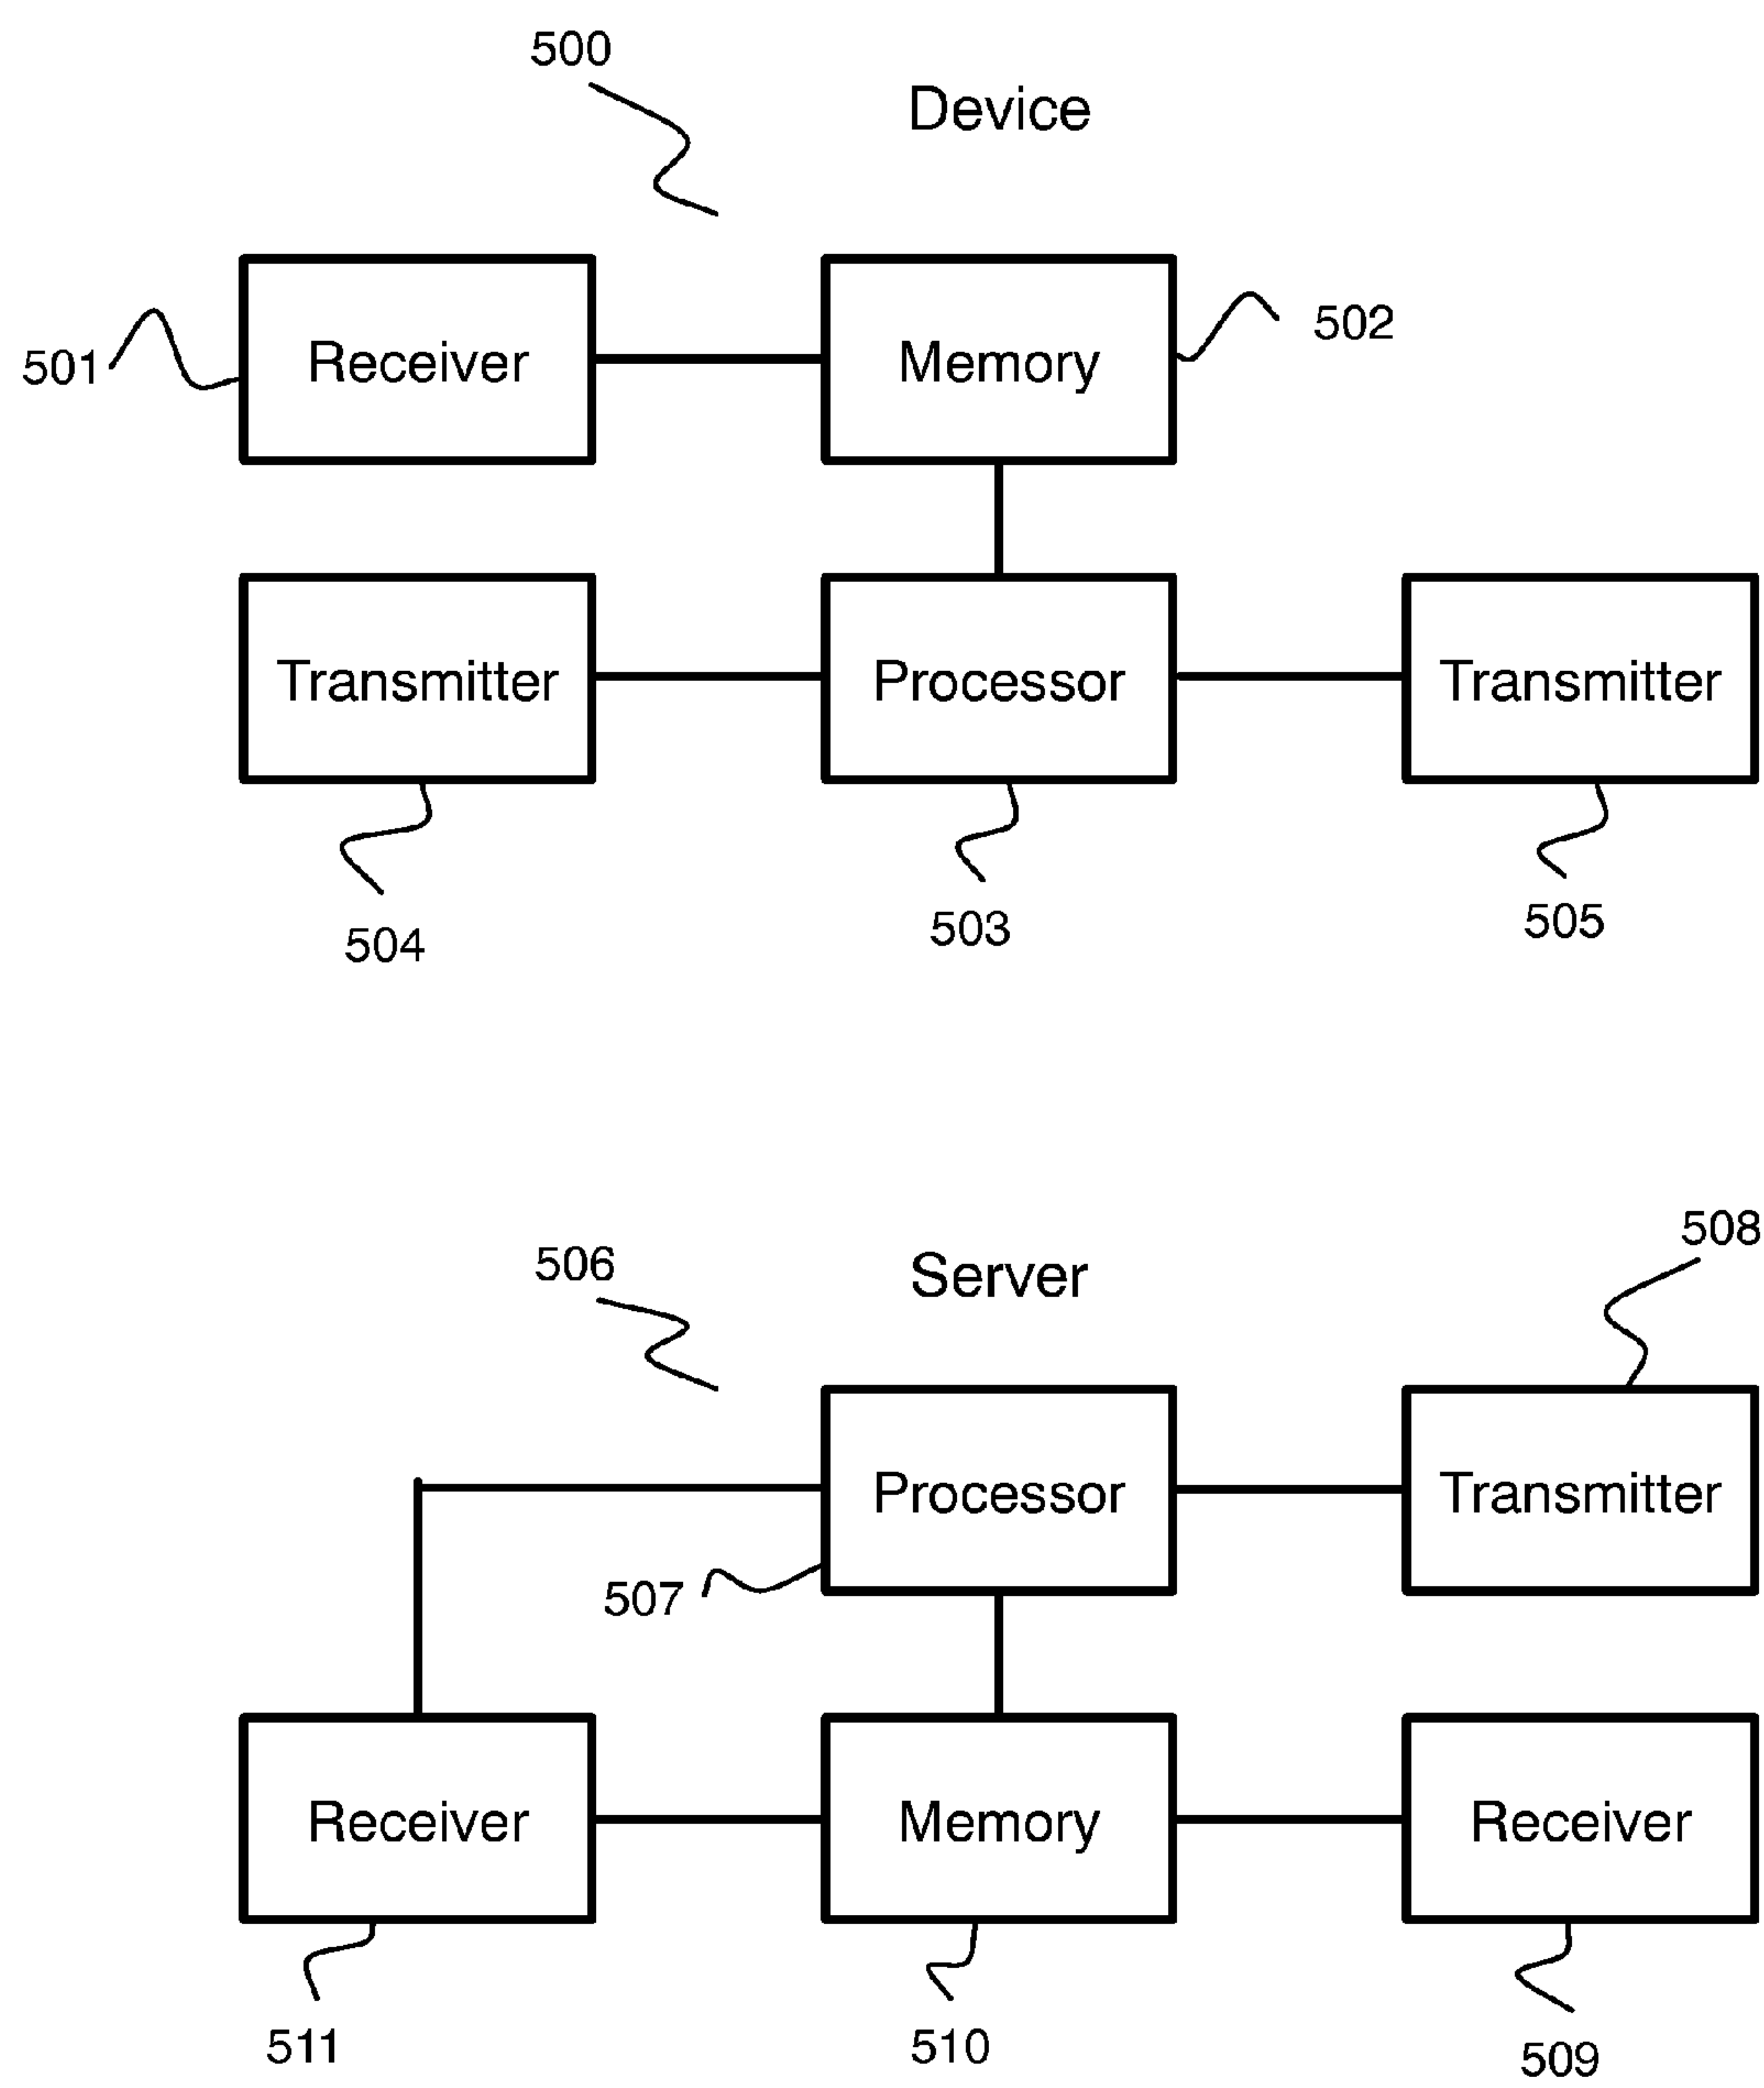 500
Device
501
Receiver
Memory
502
Transmitter
Processor
Transmitter
504
503
505
506
Server
508
Processor
Transmitter
507
Receiver
Memory
Receiver
511
510
509